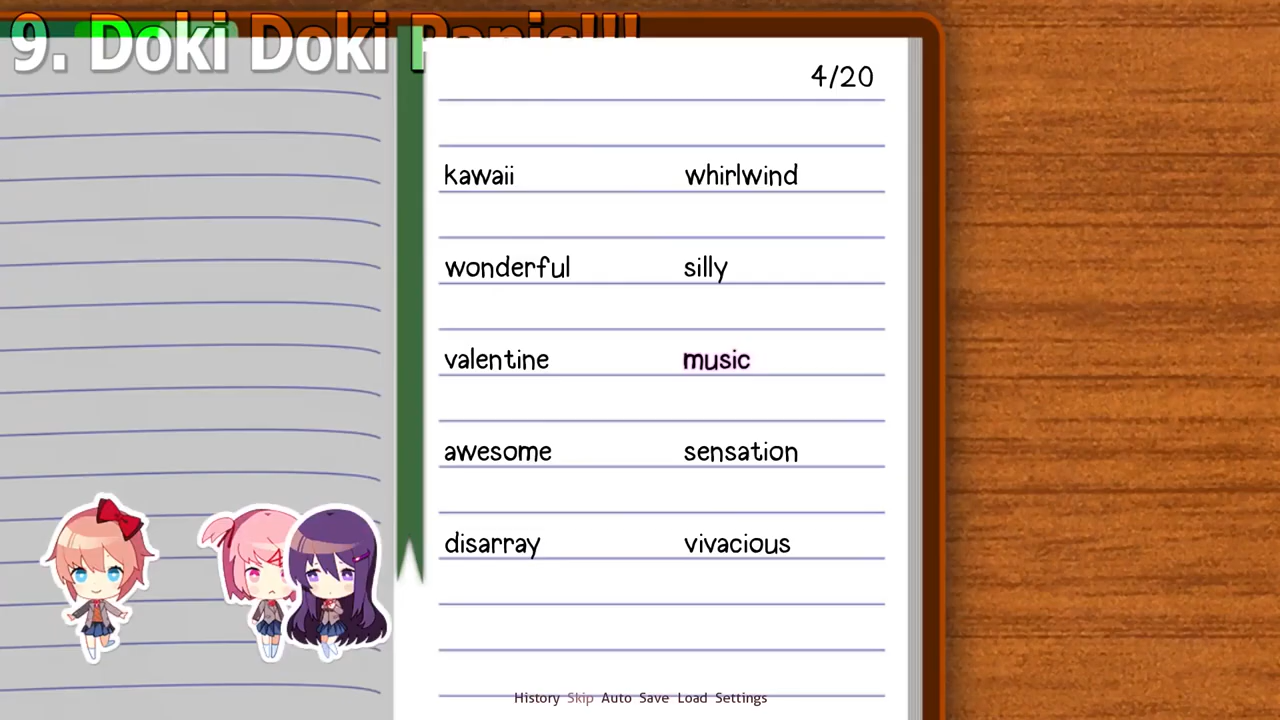 9. Doki Doki Panic!!!
4/20
kawaii whirlwind
wonderful silly
valentine music
awesome sensation
disarray vivacious
History Skip Auto Save Load Settings